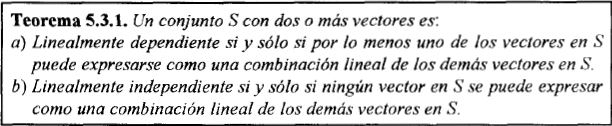 Teorema 5.3.1. Un conjunto S con dos o más vectores es:
a) Linealmente dependiente si y sólo si por lo menos uno de los vectores en S
puede expresarse como una combinación lineal de los demás vectores en S.
b) Linealmente independiente si y sólo si ningún vector en S se puede expresar
como una combinación lineal de los demás vectores en S.